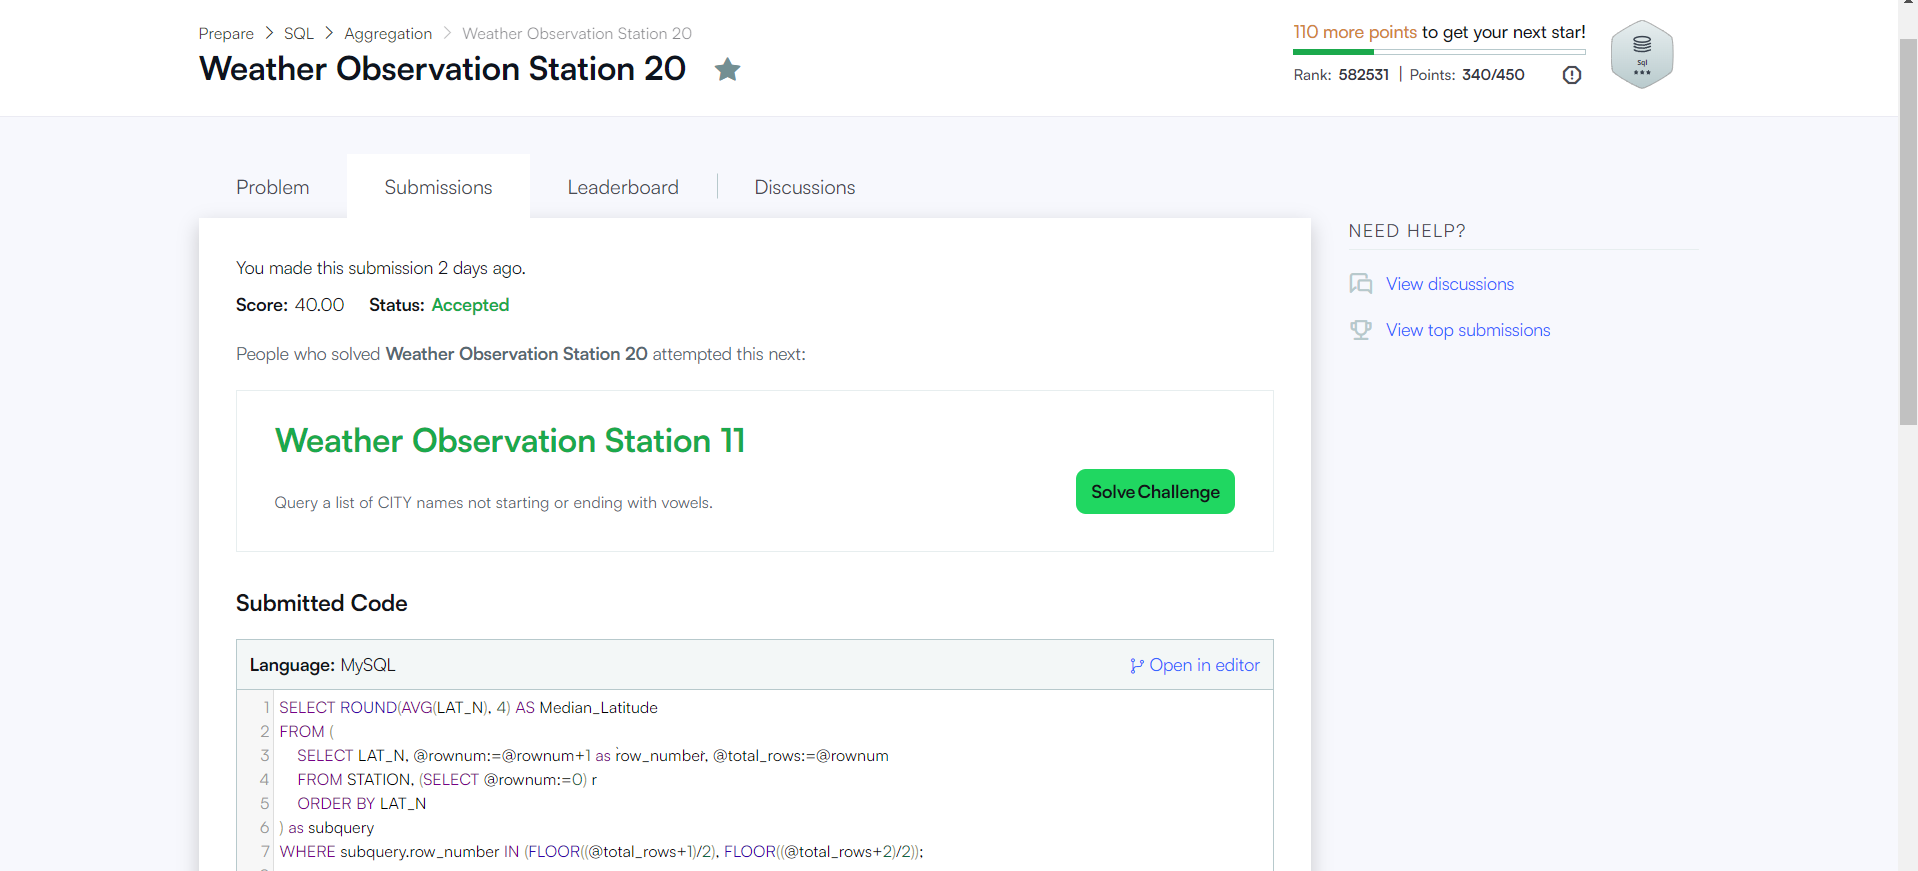 Prepare > SQL > Aggregation > Weather Observation Station 20
Weather Observation Station 20
110 more points to get your next star!
Rank: 582531 | Points: 340/450
Sql
Problem
Submissions
Leaderboard
Discussions
You made this submission 2 days ago.
Score: 40.00 Status: Accepted
People who solved Weather Observation Station 20 attempted this next:
Weather Observation Station 11
Query a list of CITY names not starting or ending with vowels.
Solve Challenge
NEED HELP?
View discussions
View top submissions
Submitted Code
Language: MySQL
Open in editor
1 SELECT ROUND(AVG(LAT_N), 4) AS Median_Latitude
2 FROM (
3 SELECT LAT_N, @rownum:=@rownum+1 as `row_number`, @total_rows:=@rownum
4 FROM STATION, (SELECT @rownum:=0) r
5 ORDER BY LAT_N
6 ) as subquery
7 WHERE subquery.row_number IN (FLOOR((@total_rows+1)/2), FLOOR((@total_rows+2)/2));